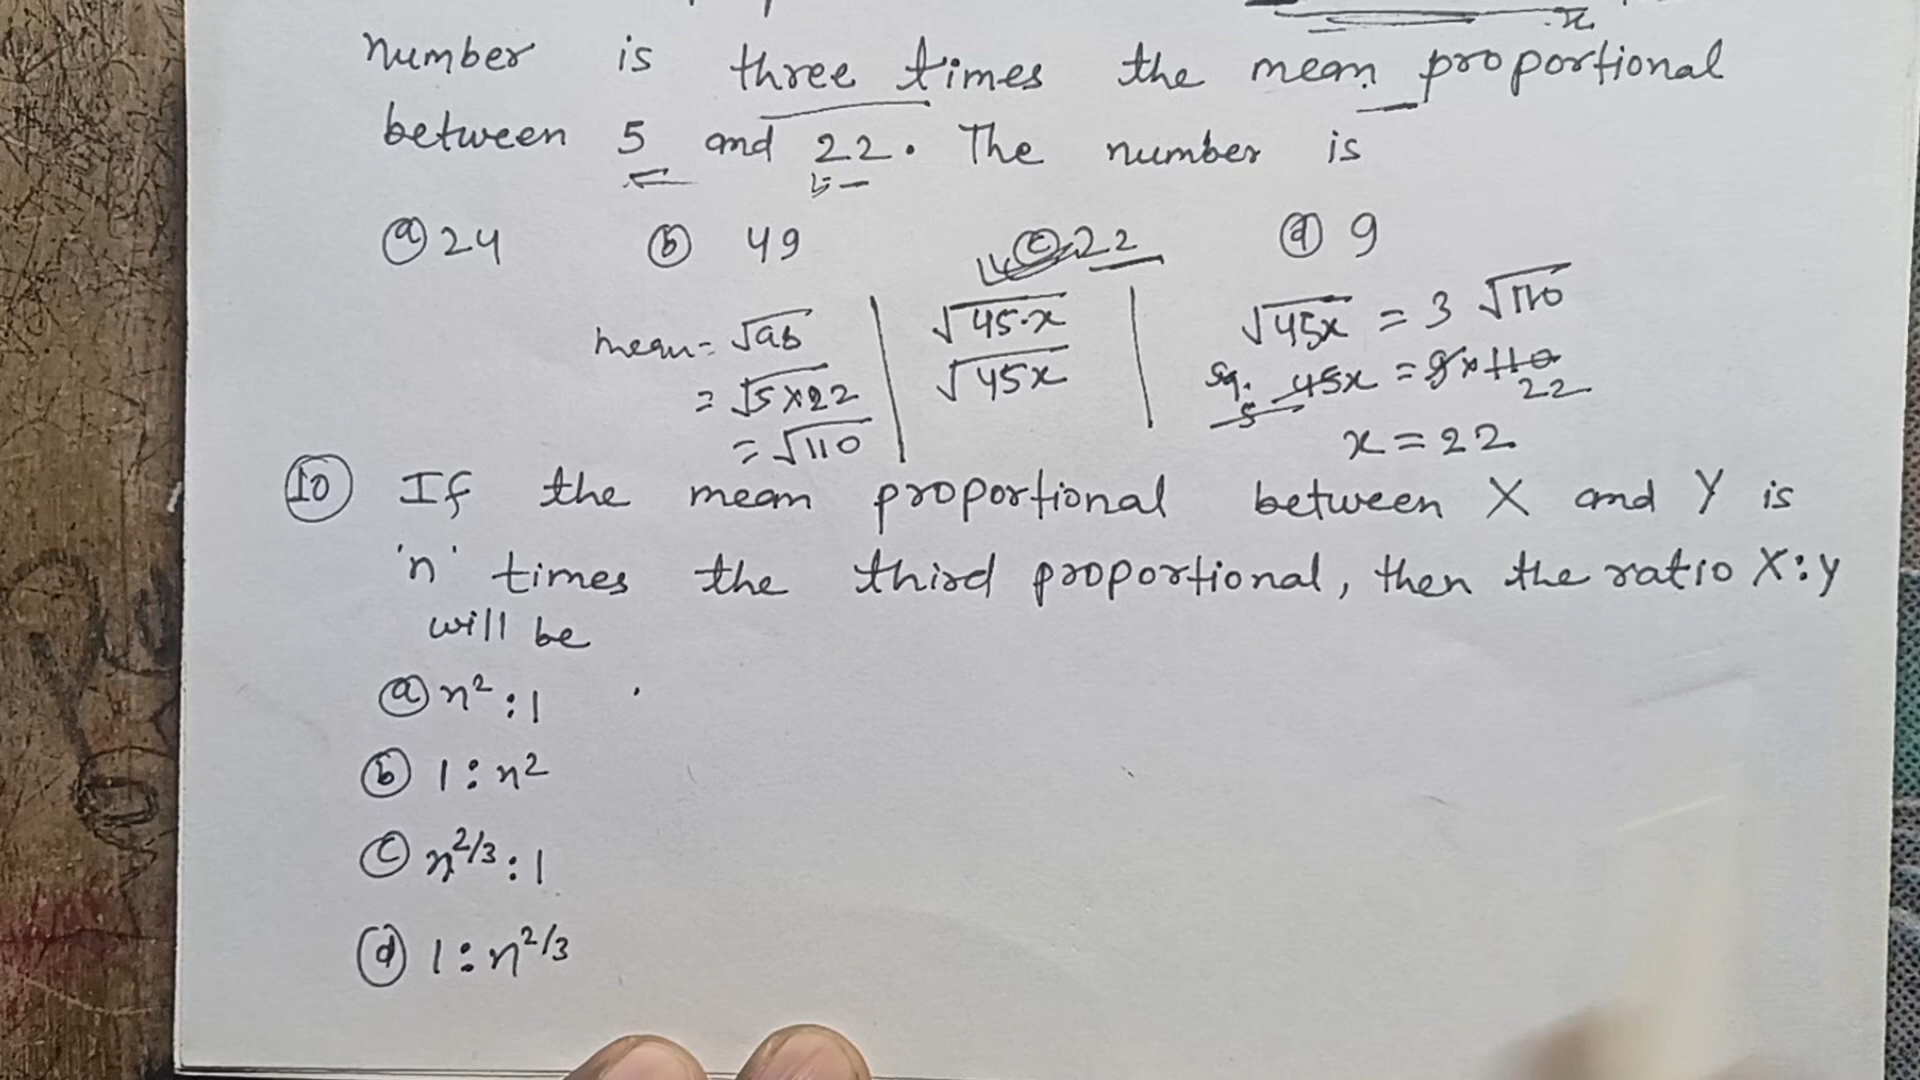 x
number is three times the mean proportional
between 5 and 22. The number is
ⓐ 24 ⓑ 49 ⓒ 22 ⓓ 9
mean = √ab
= √5×22
= √110
√45.x
√45x
√45x = 3 √110
Sq. 45x = 9×110
5 22
x = 22
⑩ If the mean proportional between X and Y is
'n' times the third proportional, then the ratio X:y
will be
ⓐ n²:1
ⓑ 1:n²
ⓒ n^2/3:1
ⓓ 1:n^2/3